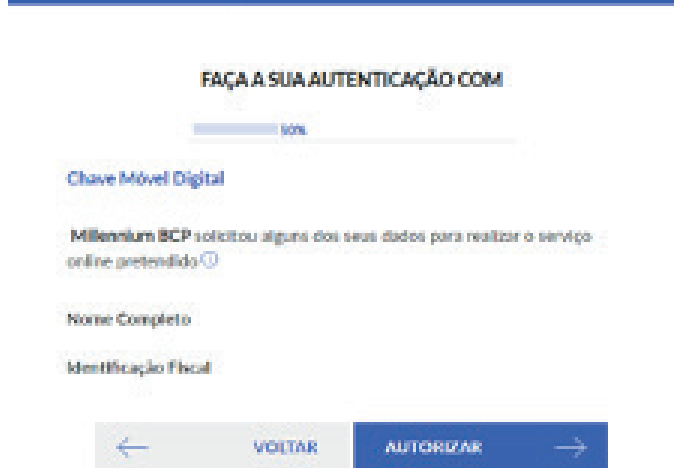 FAÇA A SUA AUTENTICAÇÃO COM
50%
Chave Móvel Digital
Millennium BCP solicitou alguns dos seus dados para realizar o serviço
online pretendido
Nome Completo
Identificação Fiscal
VOLTAR
AUTORIZAR